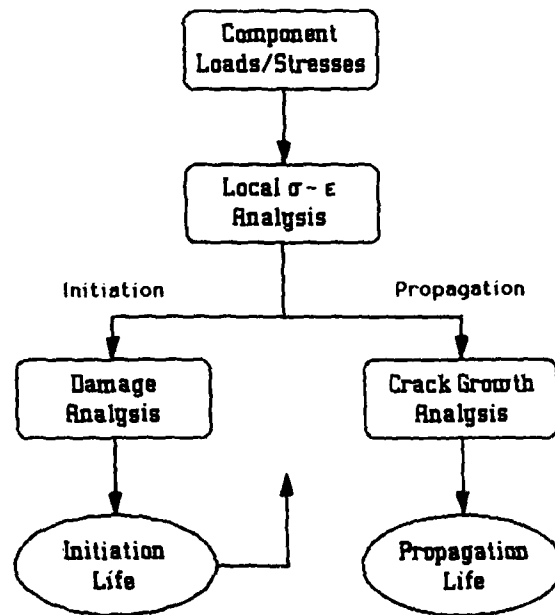 Component
Loads/Stresses
Local σ~ε
Analysis
Initiation
Propagation
Damage
Analysis
Crack Growth
Analysis
Initiation
Life
Propagation
Life